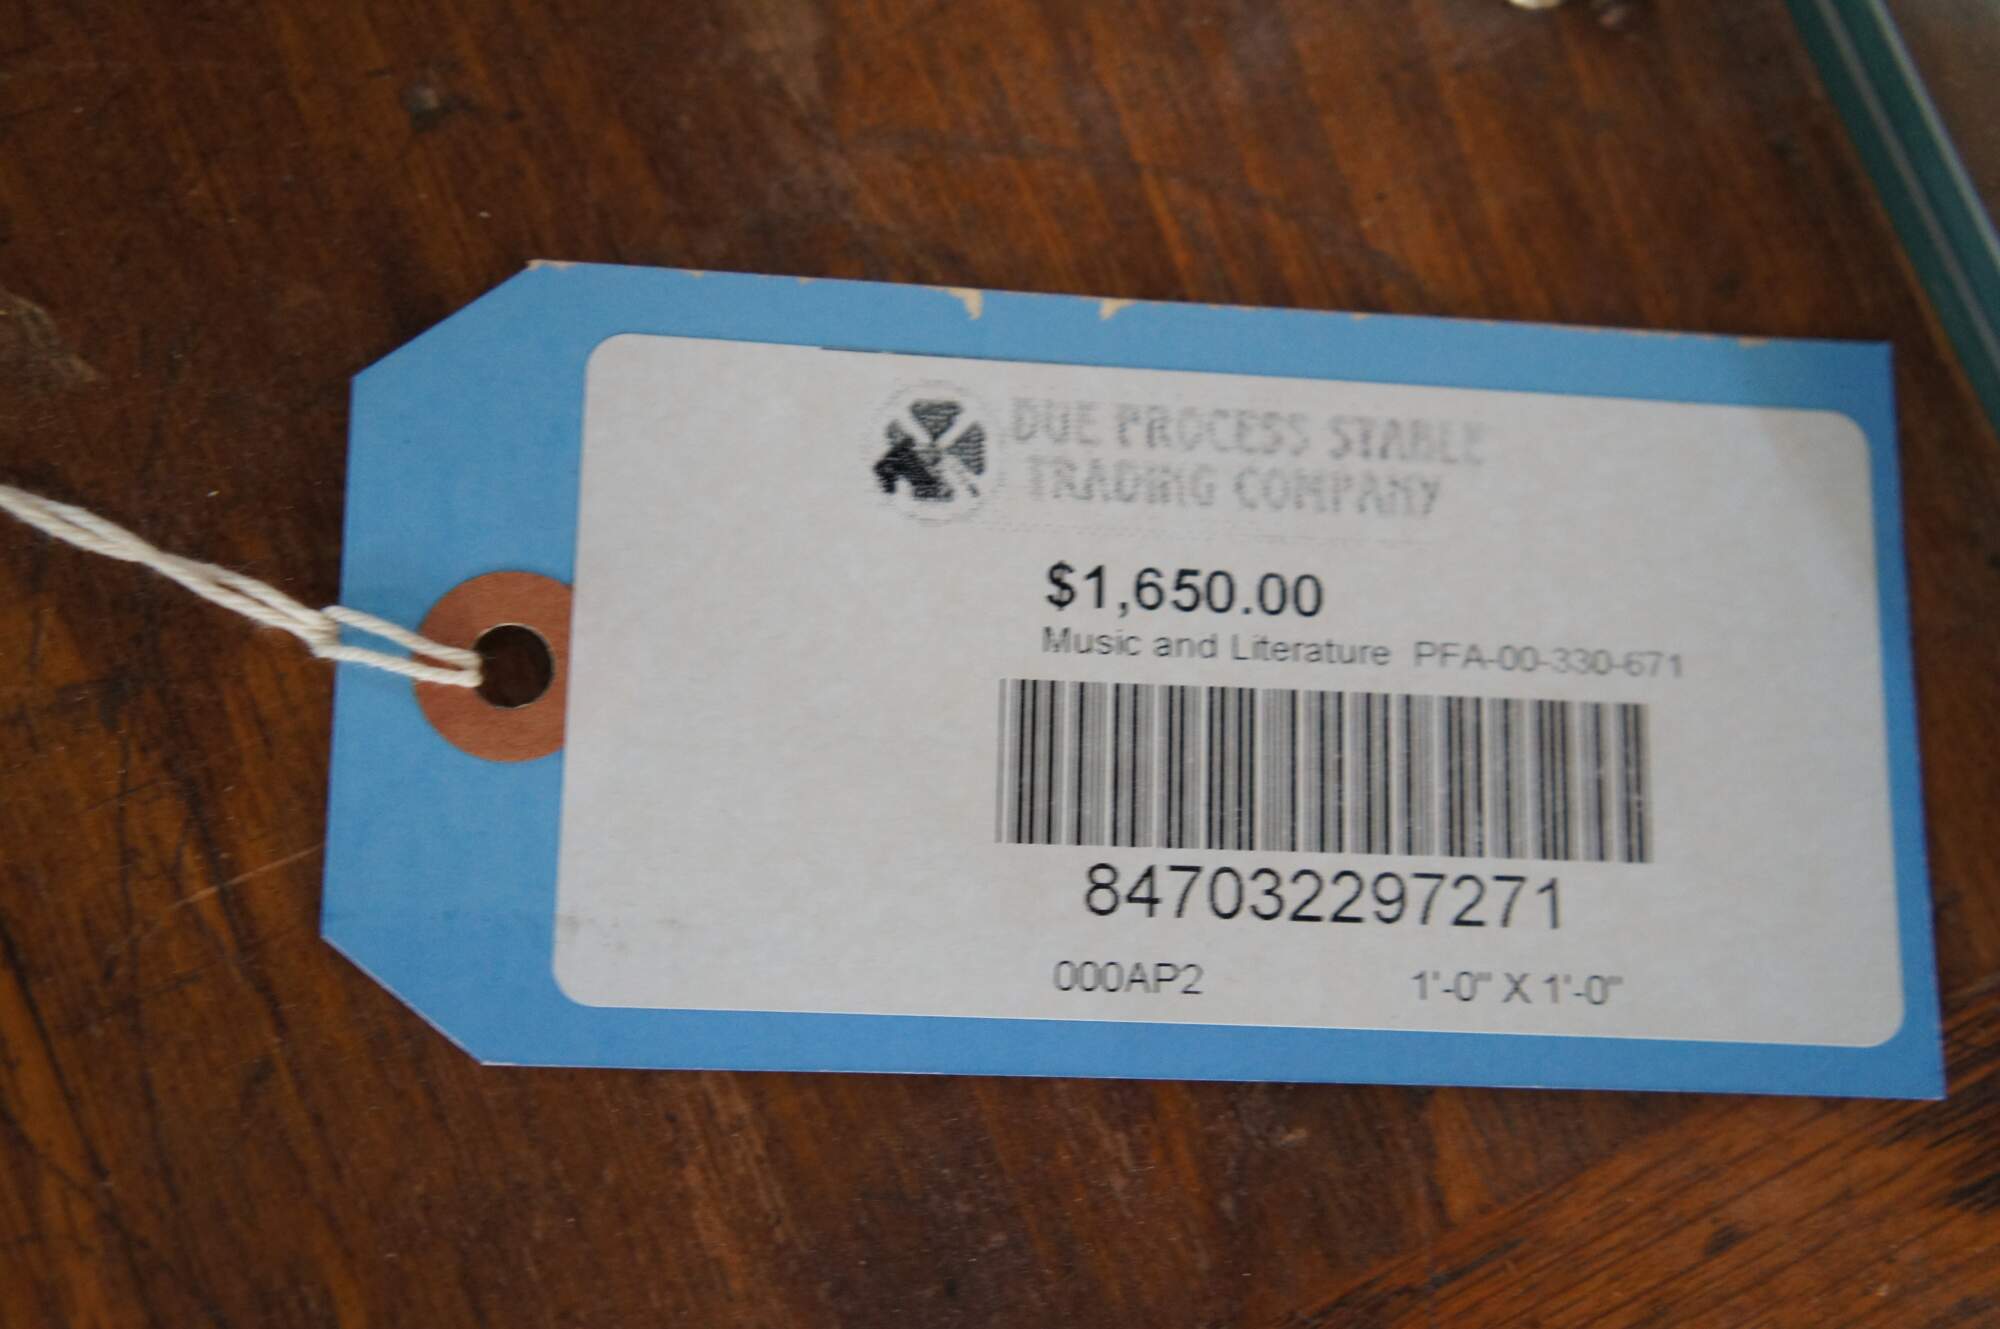 DUE PROCESS STABLE
TRADING COMPANY
$1,650.00
Music and Literature PFA-00-330-671
847032297271
000AP2 1'-0" X 1'-0"